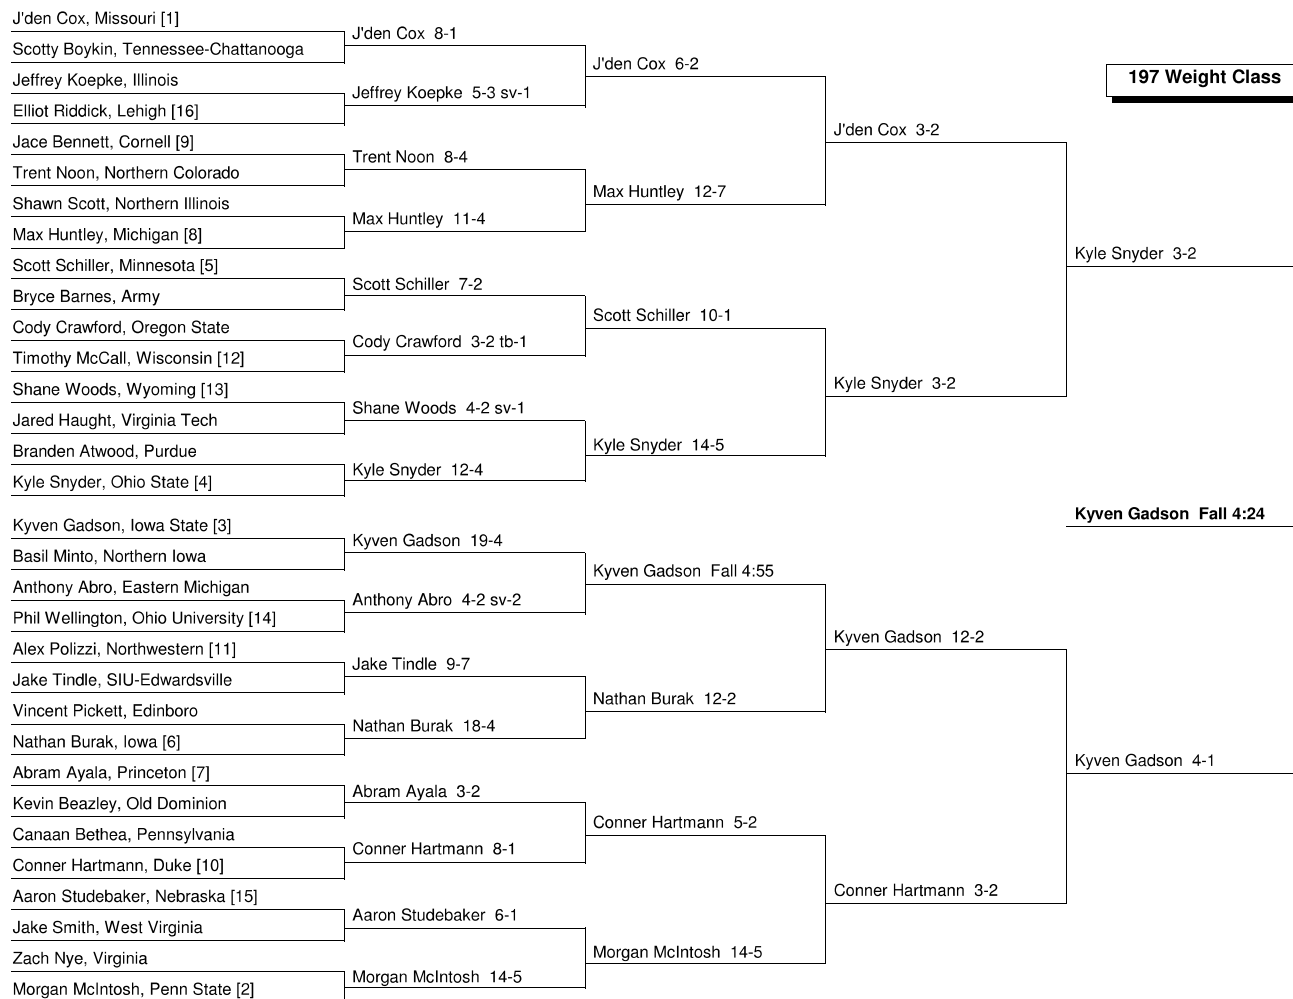 J'den Cox, Missouri [1]
Scotty Boykin, Tennessee-Chattanooga
Jeffrey Koepke, Illinois
Elliot Riddick, Lehigh [16]
Jace Bennett, Cornell [9]
Trent Noon, Northern Colorado
Shawn Scott, Northern Illinois
Max Huntley, Michigan [8]
Scott Schiller, Minnesota [5]
Bryce Barnes, Army
Cody Crawford, Oregon State
Timothy McCall, Wisconsin [12]
Shane Woods, Wyoming [13]
Jared Haught, Virginia Tech
Branden Atwood, Purdue
Kyle Snyder, Ohio State [4]
Kyven Gadson, Iowa State [3]
Basil Minto, Northern Iowa
Anthony Abro, Eastern Michigan
Phil Wellington, Ohio University [14]
Alex Polizzi, Northwestern [11]
Jake Tindle, SIU-Edwardsville
Vincent Pickett, Edinboro
Nathan Burak, Iowa [6]
Abram Ayala, Princeton [7]
Kevin Beazley, Old Dominion
Canaan Bethea, Pennsylvania
Conner Hartmann, Duke [10]
Aaron Studebaker, Nebraska [15]
Jake Smith, West Virginia
Zach Nye, Virginia
Morgan McIntosh, Penn State [2]
J'den Cox 8-1
Jeffrey Koepke 5-3 sv-1
Trent Noon 8-4
Max Huntley 11-4
Scott Schiller 7-2
Cody Crawford 3-2 tb-1
Shane Woods 4-2 sv-1
Kyle Snyder 12-4
Kyven Gadson 19-4
Anthony Abro 4-2 sv-2
Jake Tindle 9-7
Nathan Burak 18-4
Abram Ayala 3-2
Conner Hartmann 8-1
Aaron Studebaker 6-1
Morgan McIntosh 14-5
J'den Cox 6-2
Max Huntley 12-7
Scott Schiller 10-1
Kyle Snyder 14-5
Kyven Gadson Fall 4:55
Nathan Burak 12-2
Conner Hartmann 5-2
Morgan McIntosh 14-5
J'den Cox 3-2
Kyle Snyder 3-2
Kyven Gadson 12-2
Conner Hartmann 3-2
197 Weight Class
Kyle Snyder 3-2
Kyven Gadson Fall 4:24
Kyven Gadson 4-1